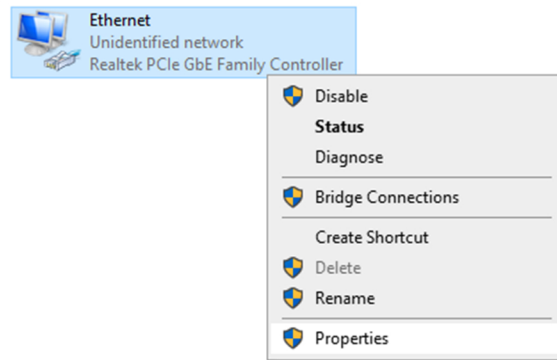 Ethernet
Unidentified network
Realtek PCIe GbE Family Controller
Disable
Status
Diagnose
Bridge Connections
Create Shortcut
Delete
Rename
Properties